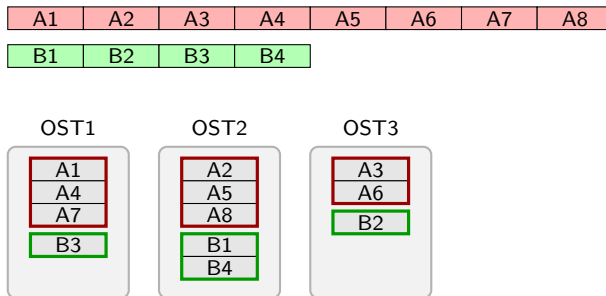 A1 A2 A3 A4 A5 A6 A7 A8
B1 B2 B3 B4
OST1 OST2 OST3
A1 A2 A3
A4 A5 A6
A7 A8
B2
B3 B1
B4